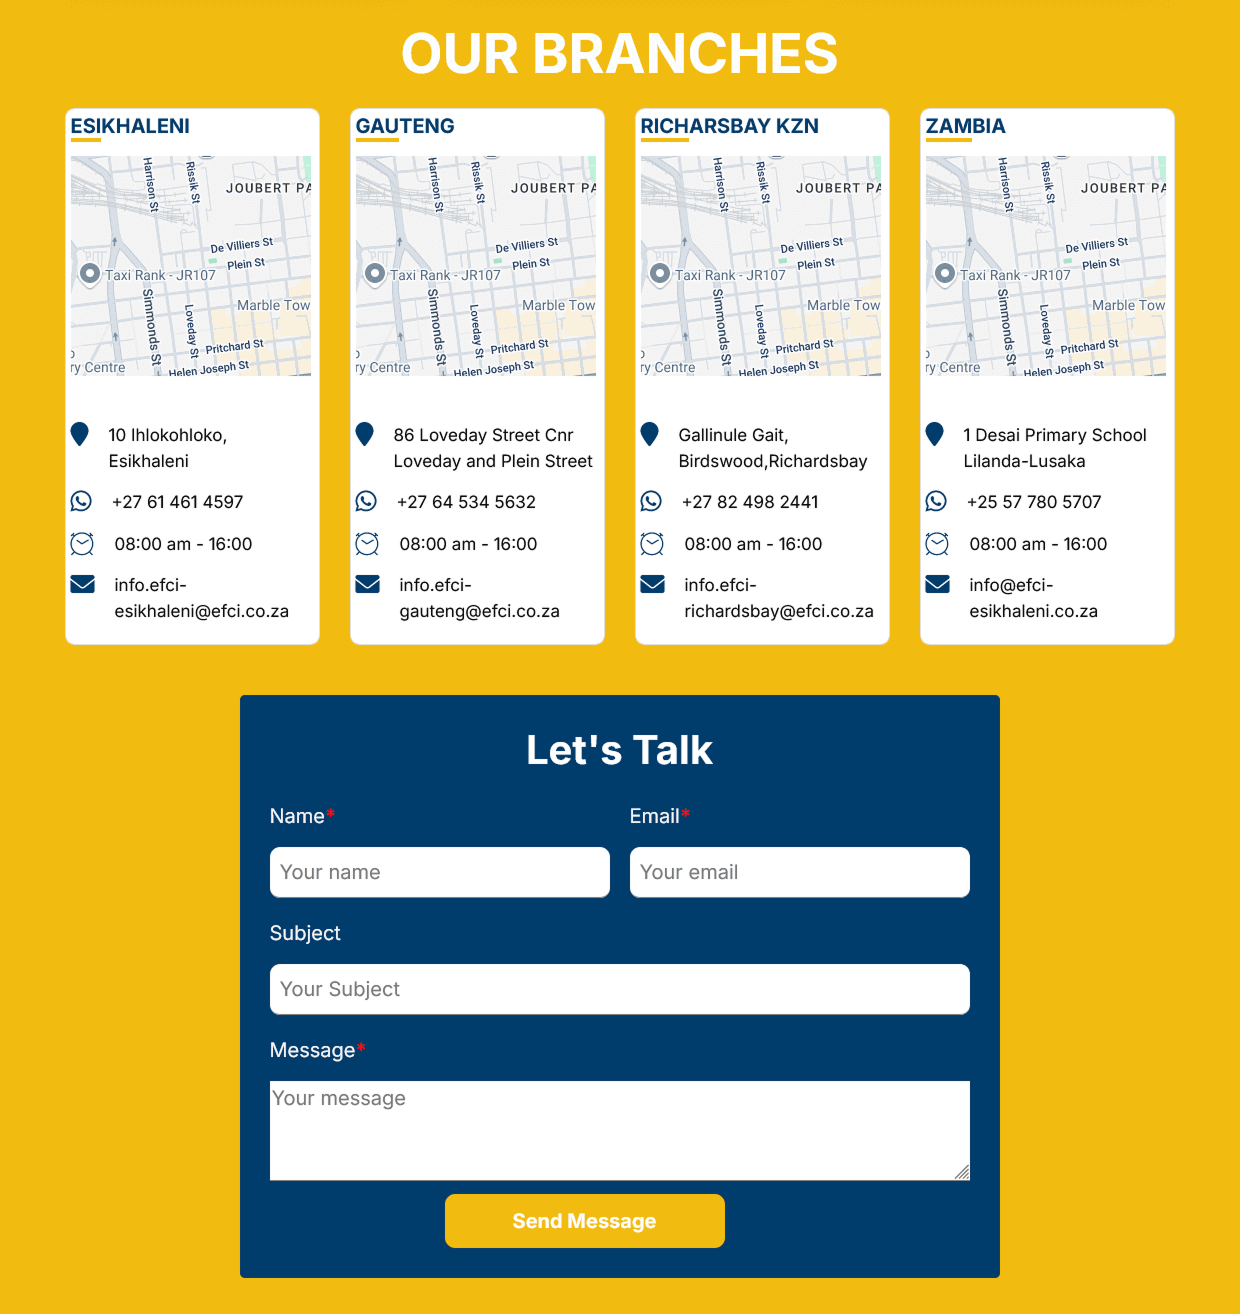 OUR BRANCHES
ESIKHALENI
Harrison St
Rissik St
JOUBERT PA
De Villiers St
Plein St
Taxi Rank - JR107
Marble Tow
Simmonds St
Loveday St
Pritchard St
ry Centre
Helen Joseph St
10 Ihlokohloko,
Esikhaleni
+27 61 461 4597
08:00 am - 16:00
info.efci-
esikhaleni@efci.co.za
GAUTENG
Harrison St
Rissik St
JOUBERT PA
De Villiers St
Plein St
Taxi Rank - JR107
Marble Tow
Simmonds St
Loveday St
Pritchard St
ry Centre
Helen Joseph St
86 Loveday Street Cnr
Loveday and Plein Street
+27 64 534 5632
08:00 am - 16:00
info.efci-
gauteng@efci.co.za
RICHARSBAY KZN
Harrison St
Rissik St
JOUBERT PA
De Villiers St
Plein St
Taxi Rank - JR107
Marble Tow
Simmonds St
Loveday St
Pritchard St
ry Centre
Helen Joseph St
Gallinule Gait,
Birdswood,Richardsbay
+27 82 498 2441
08:00 am - 16:00
info.efci-
richardsbay@efci.co.za
ZAMBIA
Harrison St
Rissik St
JOUBERT PA
De Villiers St
Plein St
Taxi Rank - JR107
Marble Tow
Simmonds St
Loveday St
Pritchard St
ry Centre
Helen Joseph St
1 Desai Primary School
Lilanda-Lusaka
+25 57 780 5707
08:00 am - 16:00
info@efci-
esikhaleni.co.za
Let's Talk
Name*
Email*
Your name
Your email
Subject
Your Subject
Message*
Your message
Send Message